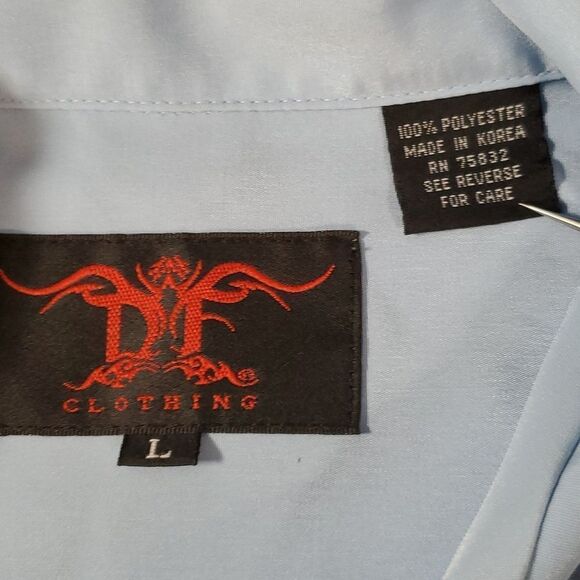 100% POLYESTER
MADE IN KOREA
RN 75832
SEE REVERSE
FOR CARE
DF
CLOTHING
L